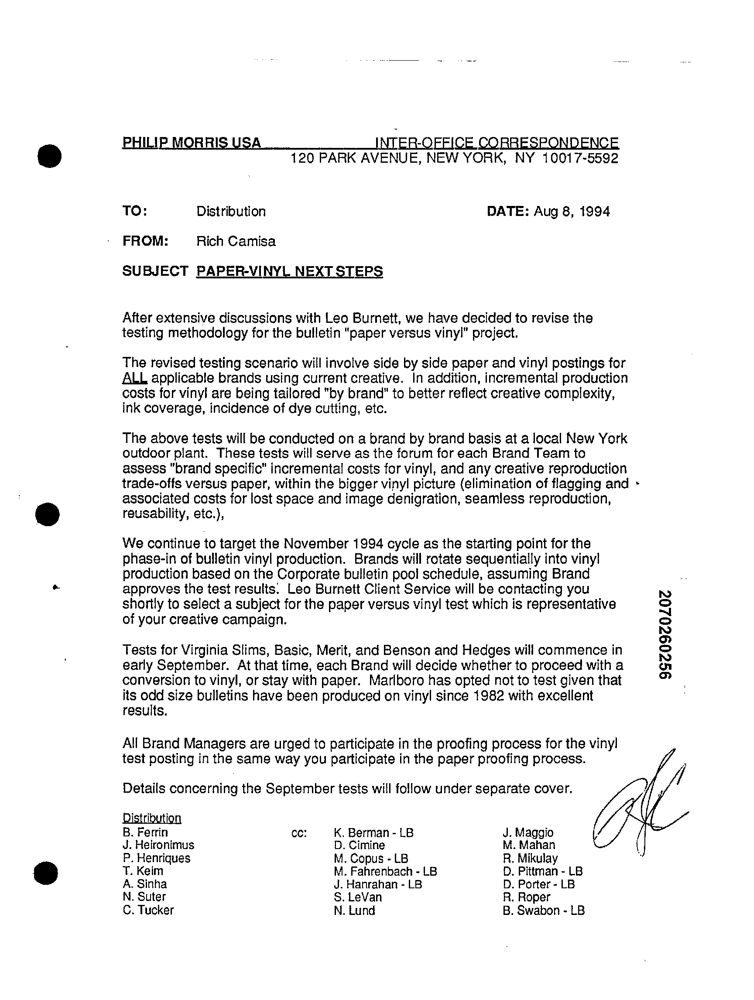 PHILIP MORRIS USA INTER-OFFICE CORRESPONDENCE
120 PARK AVENUE, NEW YORK, NY 10017-5592
TO: Distribution DATE: Aug 8, 1994
FROM: Rich Camisa
SUBJECT PAPER-VINYL NEXT STEPS
After extensive discussions with Leo Burnett, we have decided to revise the
testing methodology for the bulletin "paper versus vinyl" project.
The revised testing scenario will involve side by side paper and vinyl postings for
ALL applicable brands using current creative. In addition, incremental production
costs for vinyl are being tailored "by brand" to better reflect creative complexity,
ink coverage, incidence of dye cutting, etc.
The above tests will be conducted on a brand by brand basis at a local New York
outdoor plant. These tests will serve as the forum for each Brand Team to
assess "brand specific" incremental costs for vinyl, and any creative reproduction
trade-offs versus paper, within the bigger vinyl picture (elimination of flagging and
associated costs for lost space and image denigration, seamless reproduction,
reusability, etc.),
We continue to target the November 1994 cycle as the starting point for the
phase-in of bulletin vinyl production. Brands will rotate sequentially into vinyl
production based on the Corporate bulletin pool schedule, assuming Brand
approves the test results. Leo Burnett Client Service will be contacting you
shortly to select a subject for the paper versus vinyl test which is representative
of your creative campaign.
Tests for Virginia Slims, Basic, Merit, and Benson and Hedges will commence in
early September. At that time, each Brand will decide whether to proceed with a
conversion to vinyl, or stay with paper. Marlboro has opted not to test given that
its odd size bulletins have been produced on vinyl since 1982 with excellent
results.
All Brand Managers are urged to participate in the proofing process for the vinyl
test posting in the same way you participate in the paper proofing process.
Details concerning the September tests will follow under separate cover.
Distribution
B. Ferrin cc: K. Berman - LB J. Maggio
J. Heironimus D. Cimine M. Mahan
P. Henriques M. Copus - LB R. Mikulay
T. Keim M. Fahrenbach - LB D. Pittman - LB
A. Sinha J. Hanrahan - LB D. Porter - LB
N. Suter S. LeVan R. Roper
C. Tucker N. Lund B. Swabon - LB
2070260256